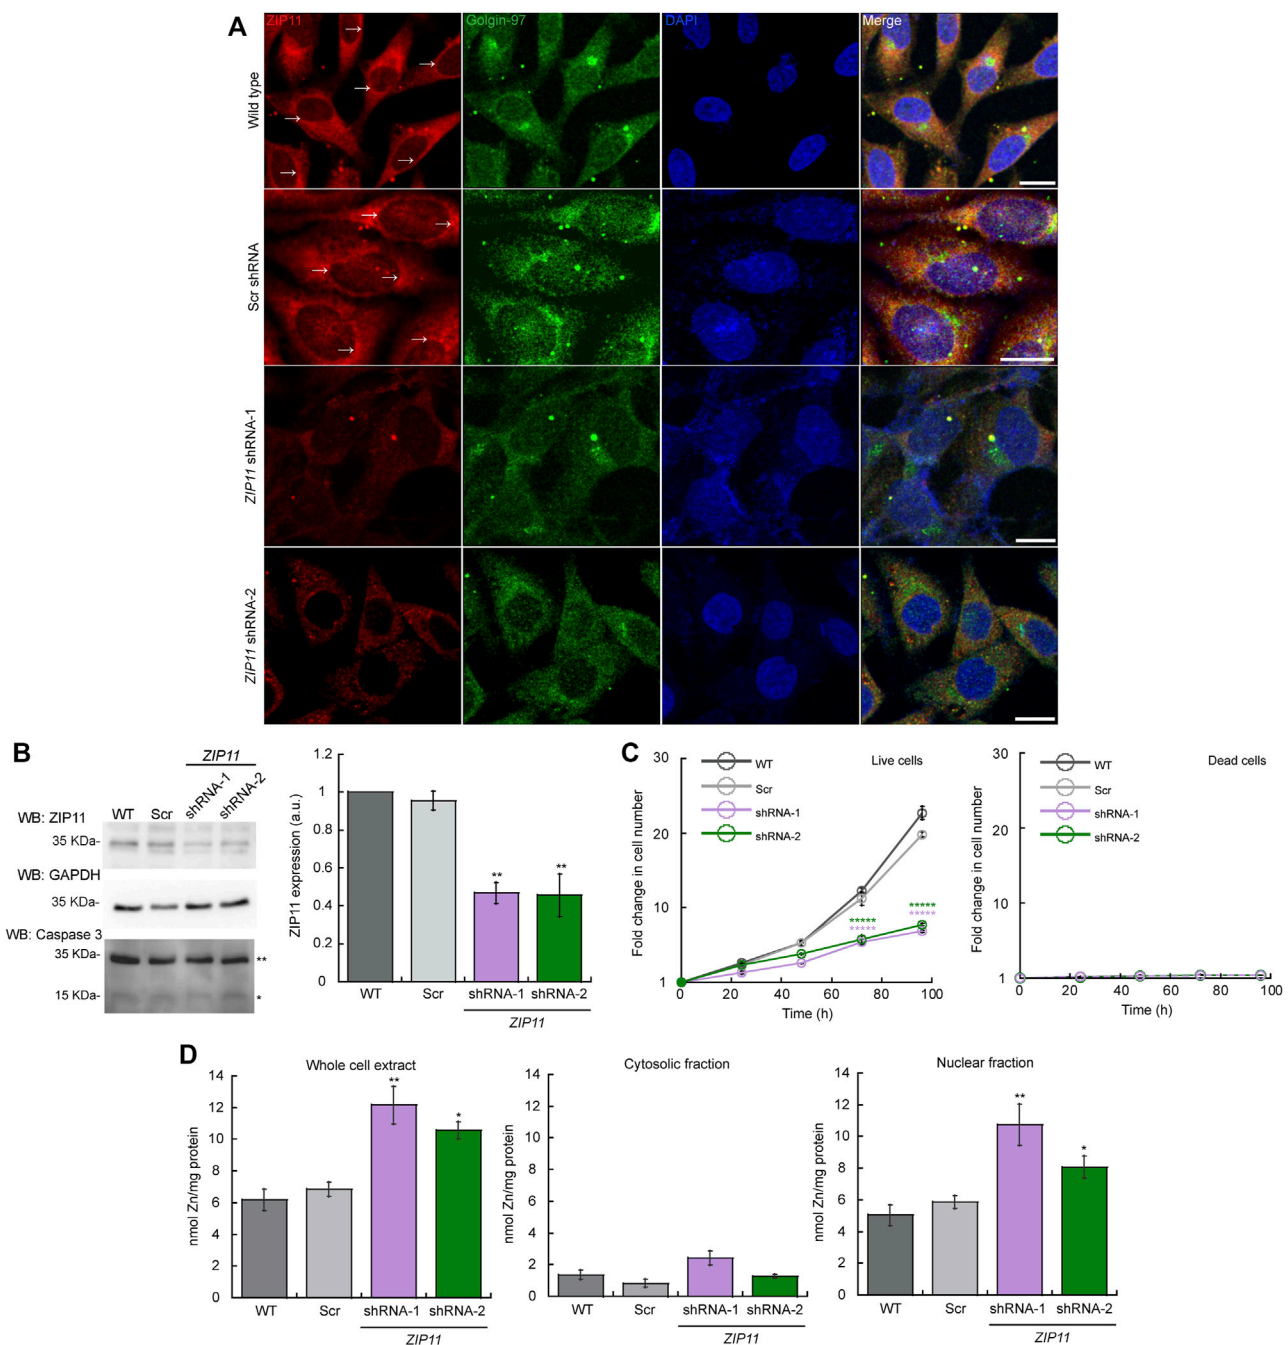 A
ZIP11
Golgin-97
DAPI
Merge
Wild type
Scr shRNA
ZIP11 shRNA-1
ZIP11 shRNA-2
B
ZIP11
WT
Scr
shRNA-1
shRNA-2
WB: ZIP11
35 KDa-
WB: GAPDH
35 KDa-
WB: Caspase 3
35 KDa-
**
15 KDa-
*
ZIP11 expression (a.u.)
1.2
1
0.8
0.6
0.4
0.2
0
**
**
WT
Scr
shRNA-1
shRNA-2
ZIP11
C
Fold change in cell number
30
20
10
1
WT
Scr
shRNA-1
shRNA-2
Live cells
*****
*****
*****
*****
0
20
40
60
80
100
Time (h)
Fold change in cell number
30
20
10
1
WT
Scr
shRNA-1
shRNA-2
Dead cells
0
20
40
60
80
100
Time (h)
D
Whole cell extract
nmol Zn/mg protein
14
12
10
8
6
4
2
0
**
*
WT
Scr
shRNA-1
shRNA-2
ZIP11
Cytosolic fraction
nmol Zn/mg protein
14
12
10
8
6
4
2
0
WT
Scr
shRNA-1
shRNA-2
ZIP11
Nuclear fraction
nmol Zn/mg protein
14
12
10
8
6
4
2
0
**
*
WT
Scr
shRNA-1
shRNA-2
ZIP11